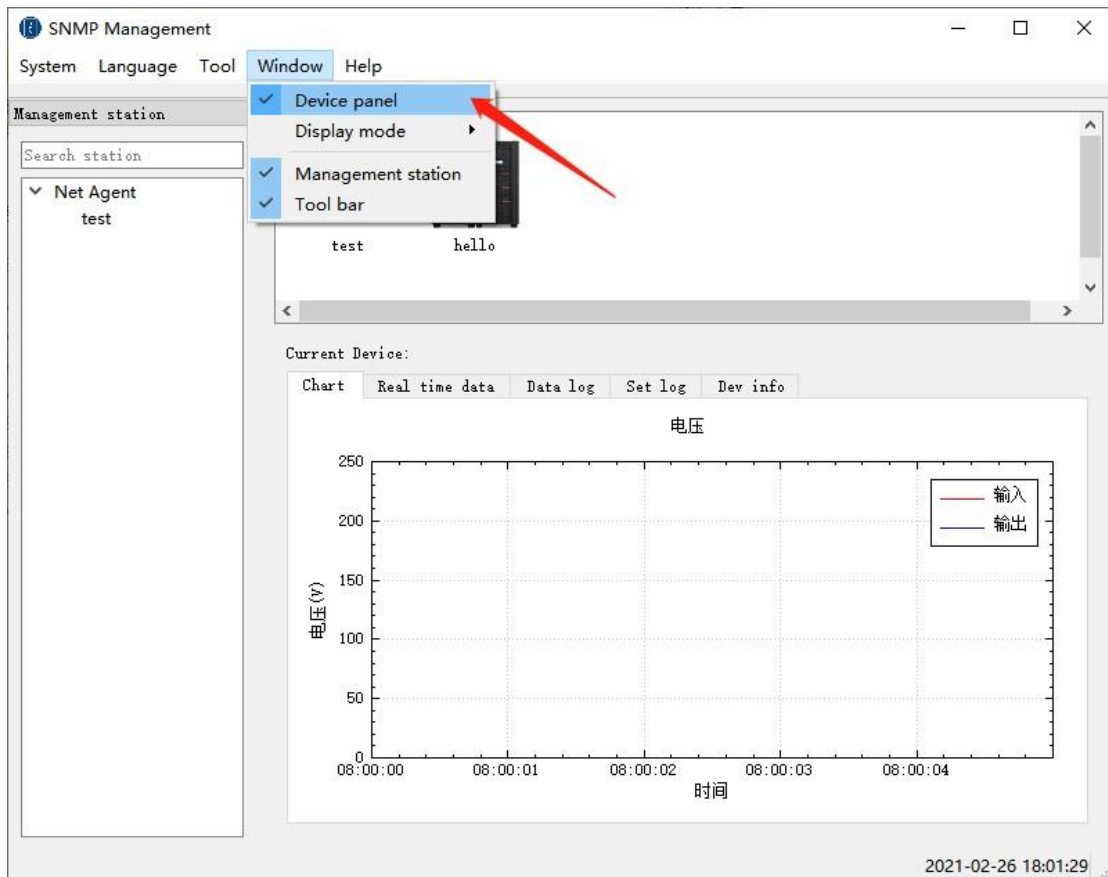 SNMP Management
System Language Tool Window Help
Management station
Device panel
Display mode
Management station
Tool bar
Search station
Net Agent
test
test hello
Current Device:
Chart Real time data Data log Set log Dev info
电压
输入
输出
电压(v)
250
200
150
100
50
0
08:00:00 08:00:01 08:00:02 08:00:03 08:00:04
时间
2021-02-26 18:01:29